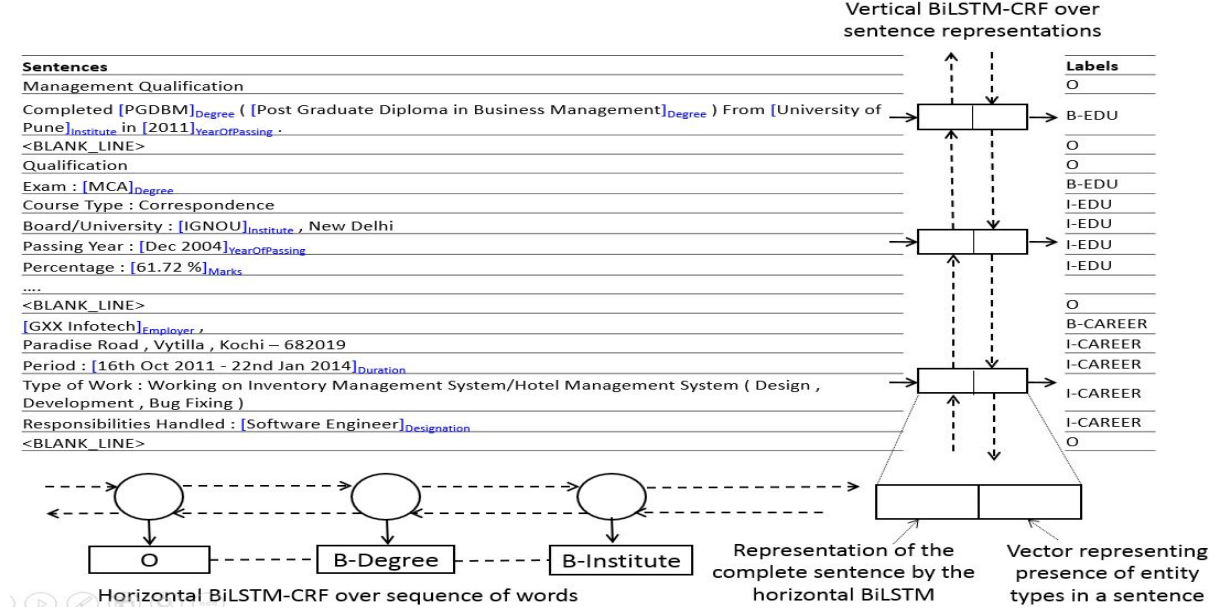 Vertical BiLSTM-CRF over
sentence representations
Sentences Labels
Management Qualification O
Completed [PGDBM]Degree ( [Post Graduate Diploma in Business Management]Degree ) From [University of
Pune]Institute in [2011]YearOfPassing . B-EDU
<BLANK_LINE> O
Qualification O
Exam : [MCA]Degree B-EDU
Course Type : Correspondence I-EDU
Board/University : [IGNOU]Institute , New Delhi I-EDU
Passing Year : [Dec 2004]YearOfPassing I-EDU
Percentage : [61.72 %]Marks I-EDU
....
<BLANK_LINE> O
[GXX Infotech]Employer , B-CAREER
Paradise Road , Vytilla , Kochi – 682019 I-CAREER
Period : [16th Oct 2011 - 22nd Jan 2014]Duration I-CAREER
Type of Work : Working on Inventory Management System/Hotel Management System ( Design ,
Development , Bug Fixing ) I-CAREER
Responsibilities Handled : [Software Engineer]Designation I-CAREER
<BLANK_LINE> O
O B-Degree B-Institute
Horizontal BiLSTM-CRF over sequence of words
Representation of the
complete sentence by the
horizontal BiLSTM
Vector representing
presence of entity
types in a sentence